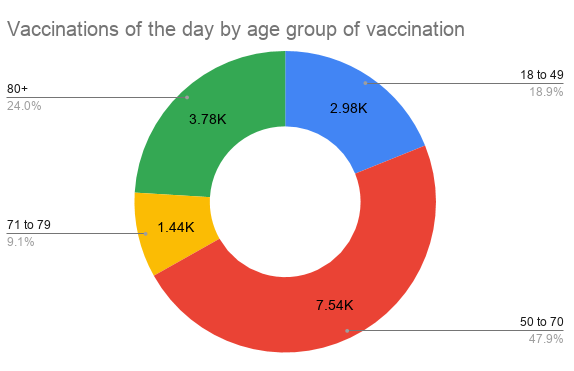 Vaccinations of the day by age group of vaccination
80+
24.0%
18 to 49
18.9%
3.78K
2.98K
71 to 79
9.1%
1.44K
7.54K
50 to 70
47.9%